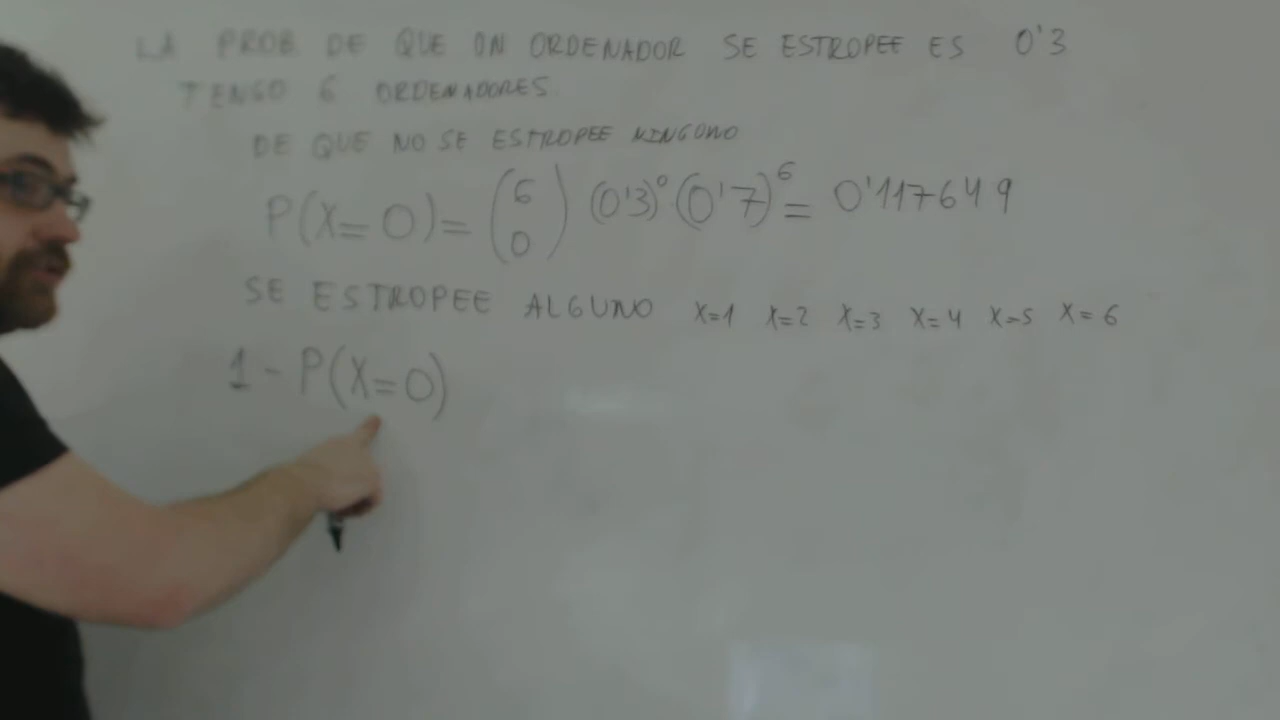 LA PROB DE QUE UN ORDENADOR SE ESTROPEE ES 0'3
TENGO 6 ORDENADORES.
DE QUE NO SE ESTROPEE NINGUNO
P(X=0)=(6 0)(0'3)⁰(0'7)⁶=0'117649
SE ESTROPEE ALGUNO X=1 X=2 X=3 X=4 X=5 X=6
1-P(X=0)